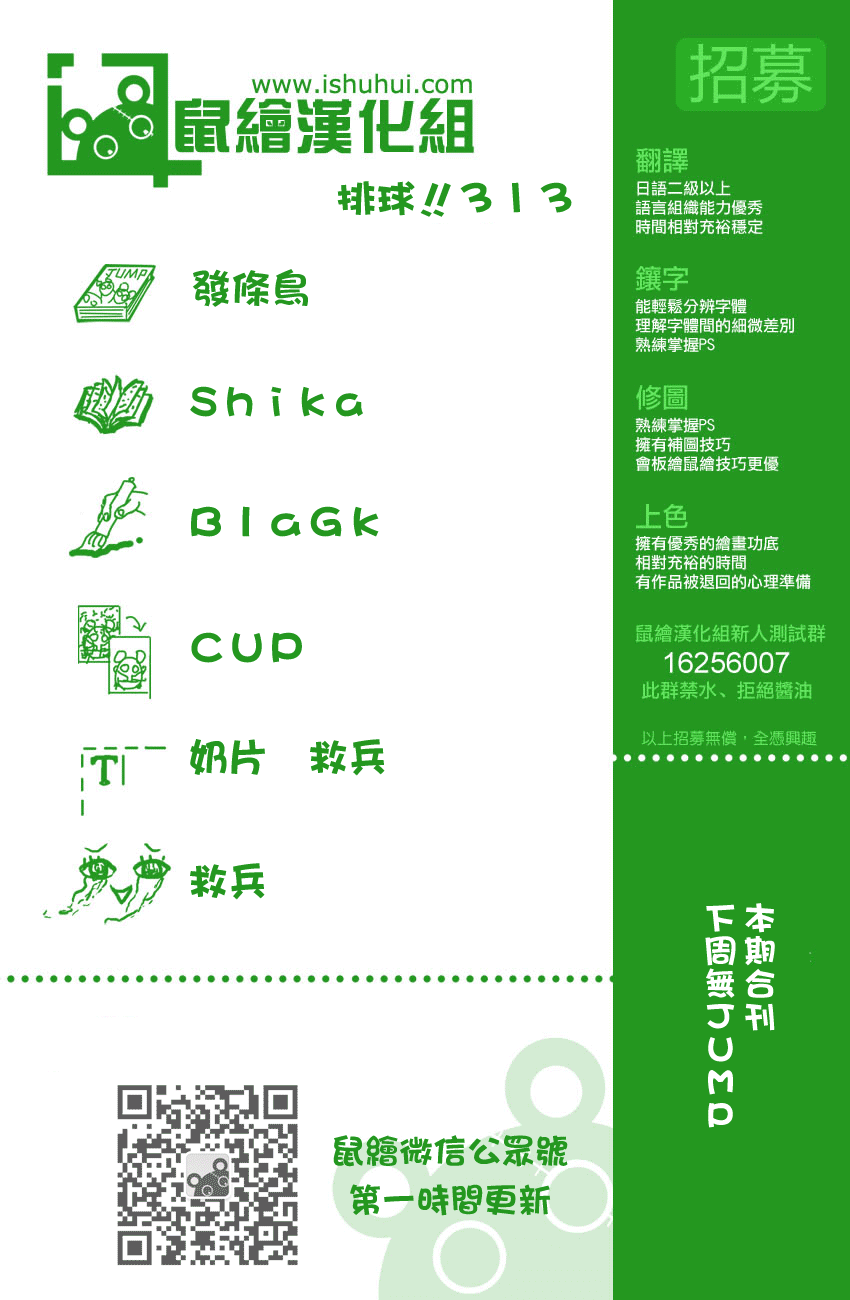 www.ishuhui.com
鼠繪漢化組
排球!!313
JUMP
發條鳥
Shika
BlaGk
CUP
T
奶片 救兵
救兵
鼠繪微信公眾號
第一時間更新
招募
翻譯
日語二級以上
語言組織能力優秀
時間相對充裕穩定
鑲字
能輕鬆分辨字體
理解字體間的細微差別
熟練掌握PS
修圖
熟練掌握PS
擁有補圖技巧
會板繪鼠繪技巧更優
上色
擁有優秀的繪畫功底
相對充裕的時間
有作品被退回的心理準備
鼠繪漢化組新人測試群
16256007
此群禁水、拒絕醬油
以上招募無償，全憑興趣
本期合刊
下周無JUMP